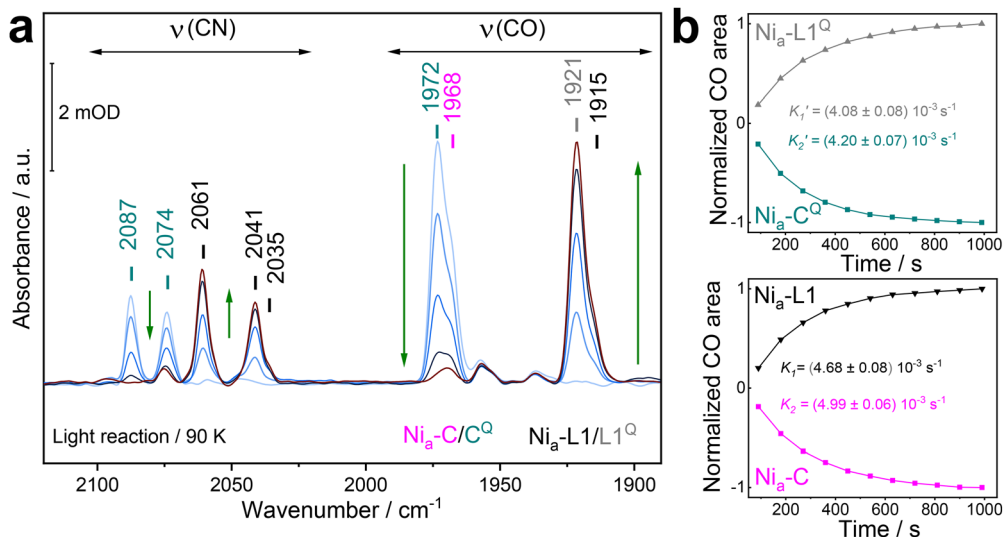 a
ν(CN)
ν(CO)
2 mOD
2087
2074
2061
2041
2035
1972
1968
1921
1915
Absorbance / a.u.
Light reaction / 90 K
Niₐ-C/Cᵠ
Niₐ-L1/L1ᵠ
2100 2050 2000 1950 1900
Wavenumber / cm⁻¹
b
Normalized CO area
1
0
-1
Niₐ-L1ᵠ
K₁' = (4.08 ± 0.08) 10⁻³ s⁻¹
K₂' = (4.20 ± 0.07) 10⁻³ s⁻¹
Niₐ-Cᵠ
200 400 600 800 1000
Time / s
Normalized CO area
1
0
-1
Niₐ-L1
K₁ = (4.68 ± 0.08) 10⁻³ s⁻¹
K₂ = (4.99 ± 0.06) 10⁻³ s⁻¹
Niₐ-C
200 400 600 800 1000
Time / s